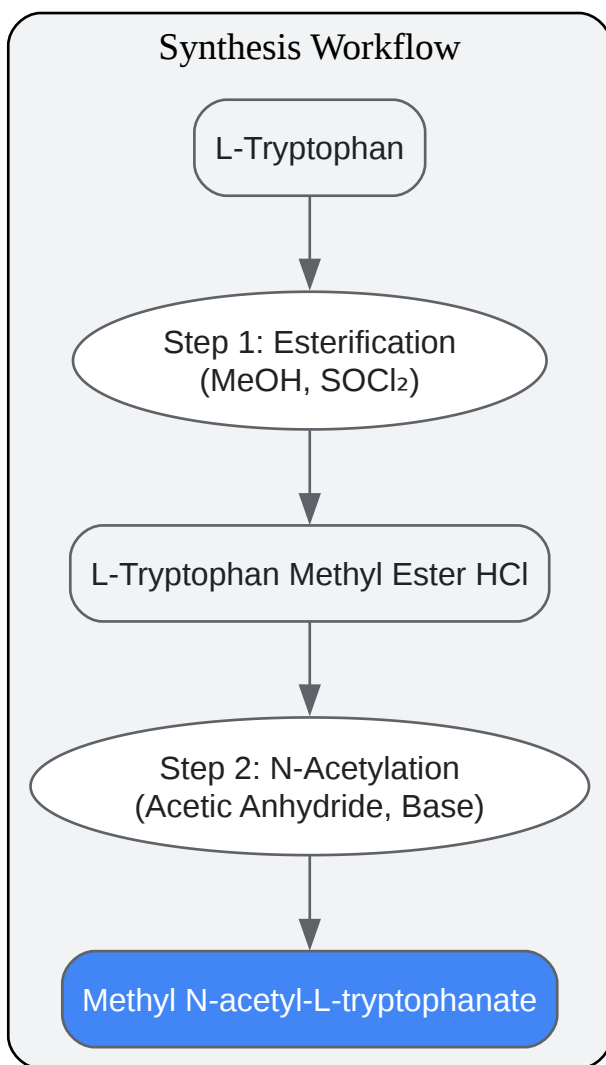 Synthesis Workflow
L-Tryptophan
Step 1: Esterification
(MeOH, SOCl₂)
L-Tryptophan Methyl Ester HCl
Step 2: N-Acetylation
(Acetic Anhydride, Base)
Methyl N-acetyl-L-tryptophanate